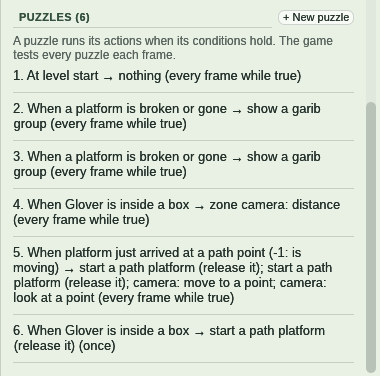 PUZZLES (6)
+ New puzzle
A puzzle runs its actions when its conditions hold. The game
tests every puzzle each frame.
1. At level start → nothing (every frame while true)
2. When a platform is broken or gone → show a garib
group (every frame while true)
3. When a platform is broken or gone → show a garib
group (every frame while true)
4. When Glover is inside a box → zone camera: distance
(every frame while true)
5. When platform just arrived at a path point (-1: is
moving) → start a path platform (release it); start a path
platform (release it); camera: move to a point; camera:
look at a point (every frame while true)
6. When Glover is inside a box → start a path platform
(release it) (once)